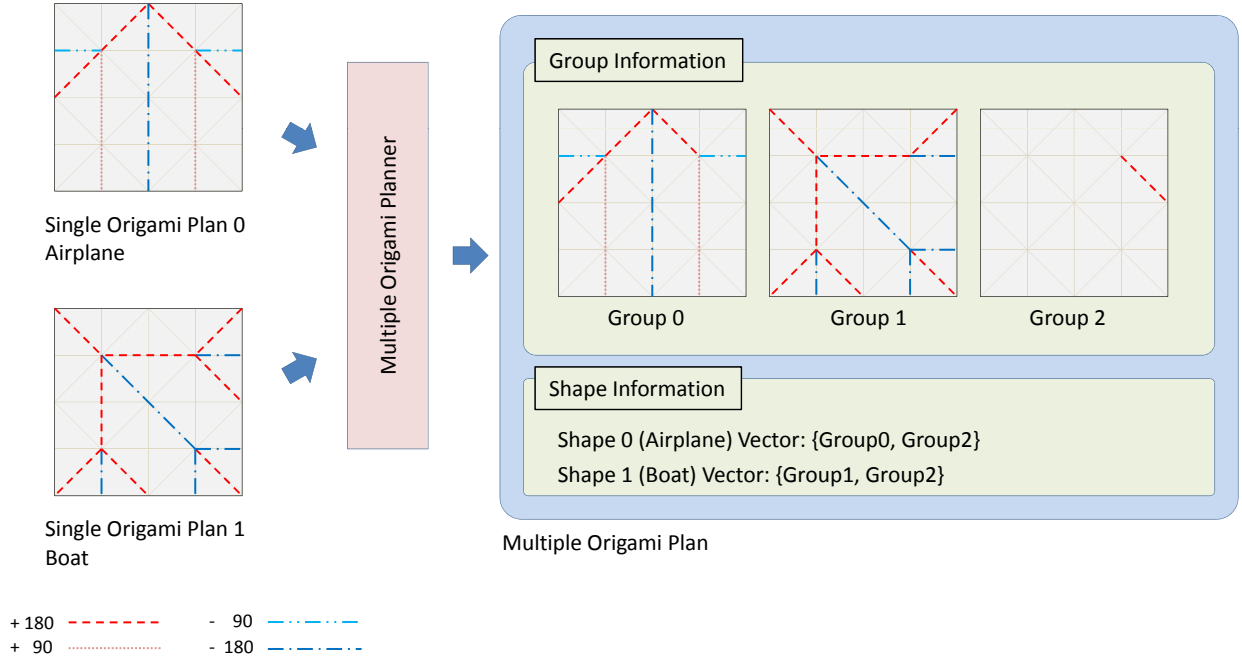 Single Origami Plan 0
Airplane
Single Origami Plan 1
Boat
Multiple Origami Planner
Group Information
Group 0
Group 1
Group 2
Shape Information
Shape 0 (Airplane) Vector: {Group0, Group2}
Shape 1 (Boat) Vector: {Group1, Group2}
Multiple Origami Plan
+ 180
- 90
+ 90
- 180